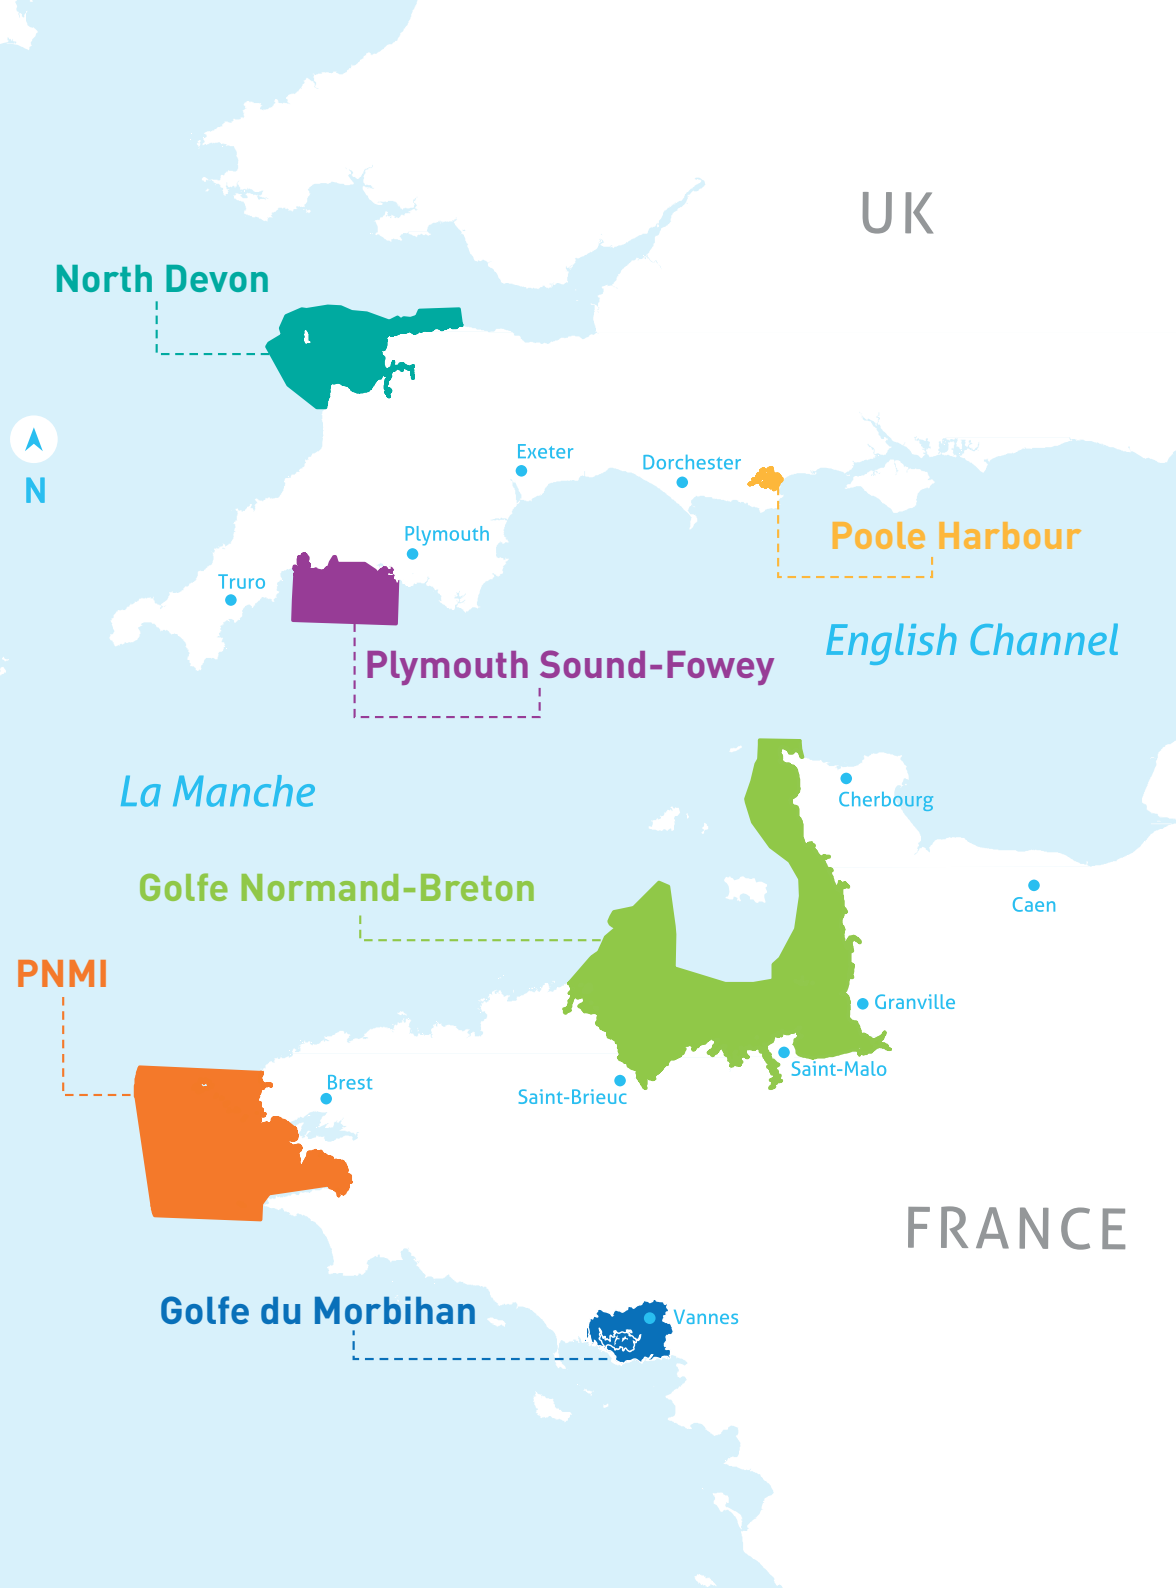 UK
North Devon
N
Exeter
Dorchester
Plymouth
Poole Harbour
Truro
English Channel
Plymouth Sound-Fowey
La Manche
Cherbourg
Golfe Normand-Breton
Caen
PNMI
Granville
Saint-Malo
Brest
Saint-Brieuc
FRANCE
Golfe du Morbihan
Vannes